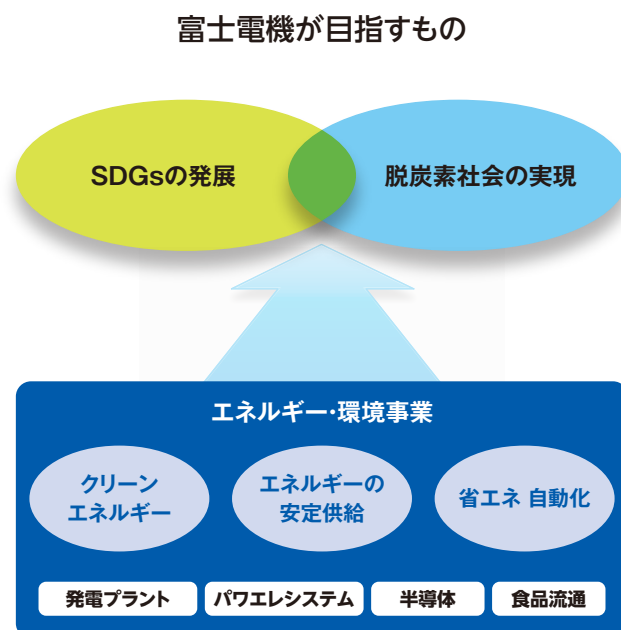 富士電機が目指すもの
SDGsの発展
脱炭素社会の実現
エネルギー・環境事業
クリーン
エネルギー
エネルギーの
安定供給
省エネ 自動化
発電プラント
パワエレシステム
半導体
食品流通